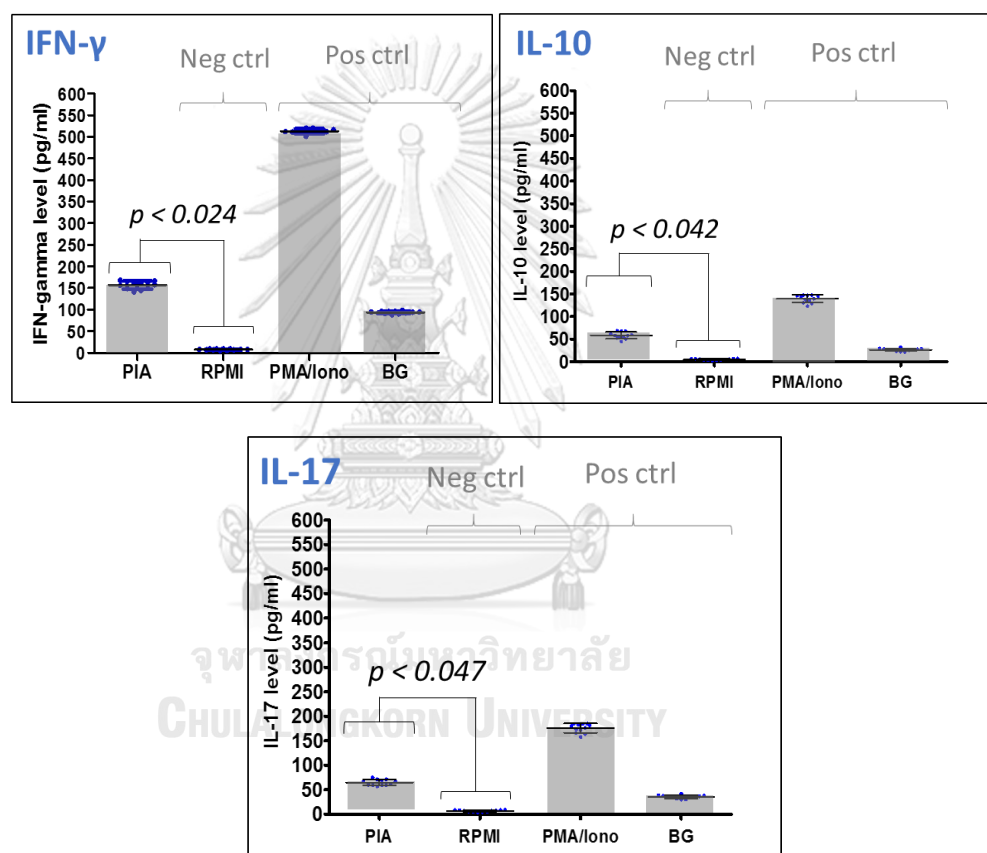 IFN-γ
Neg ctrl
Pos ctrl
IFN-gamma level (pg/ml)
600
550
500
450
400
350
300
250
200
150
100
50
0
p < 0.024
PIA
RPMI
PMA/Iono
BG
IL-10
Neg ctrl
Pos ctrl
IL-10 level (pg/ml)
600
550
500
450
400
350
300
250
200
150
100
50
0
p < 0.042
PIA
RPMI
PMA/Iono
BG
IL-17
Neg ctrl
Pos ctrl
IL-17 level (pg/ml)
600
550
500
450
400
350
300
250
200
150
100
50
0
p < 0.047
PIA
RPMI
PMA/Iono
BG
จุฬาลงกรณ์มหาวิทยาลัย
CHULALONGKORN UNIVERSITY